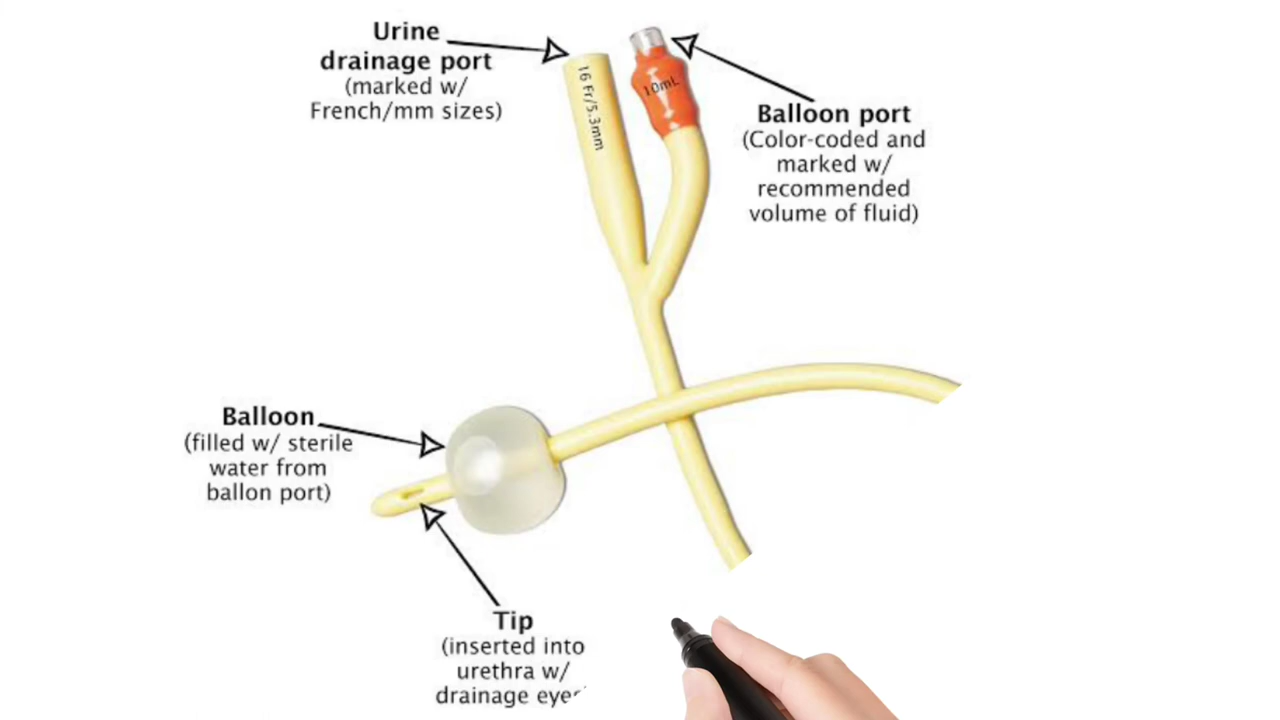 Urine
drainage port
(marked w/
French/mm sizes)
16 Fr/5.3mm
10mL
Balloon port
(Color-coded and
marked w/
recommended
volume of fluid)
Balloon
(filled w/ sterile
water from
ballon port)
Tip
(inserted into
urethra w/
drainage